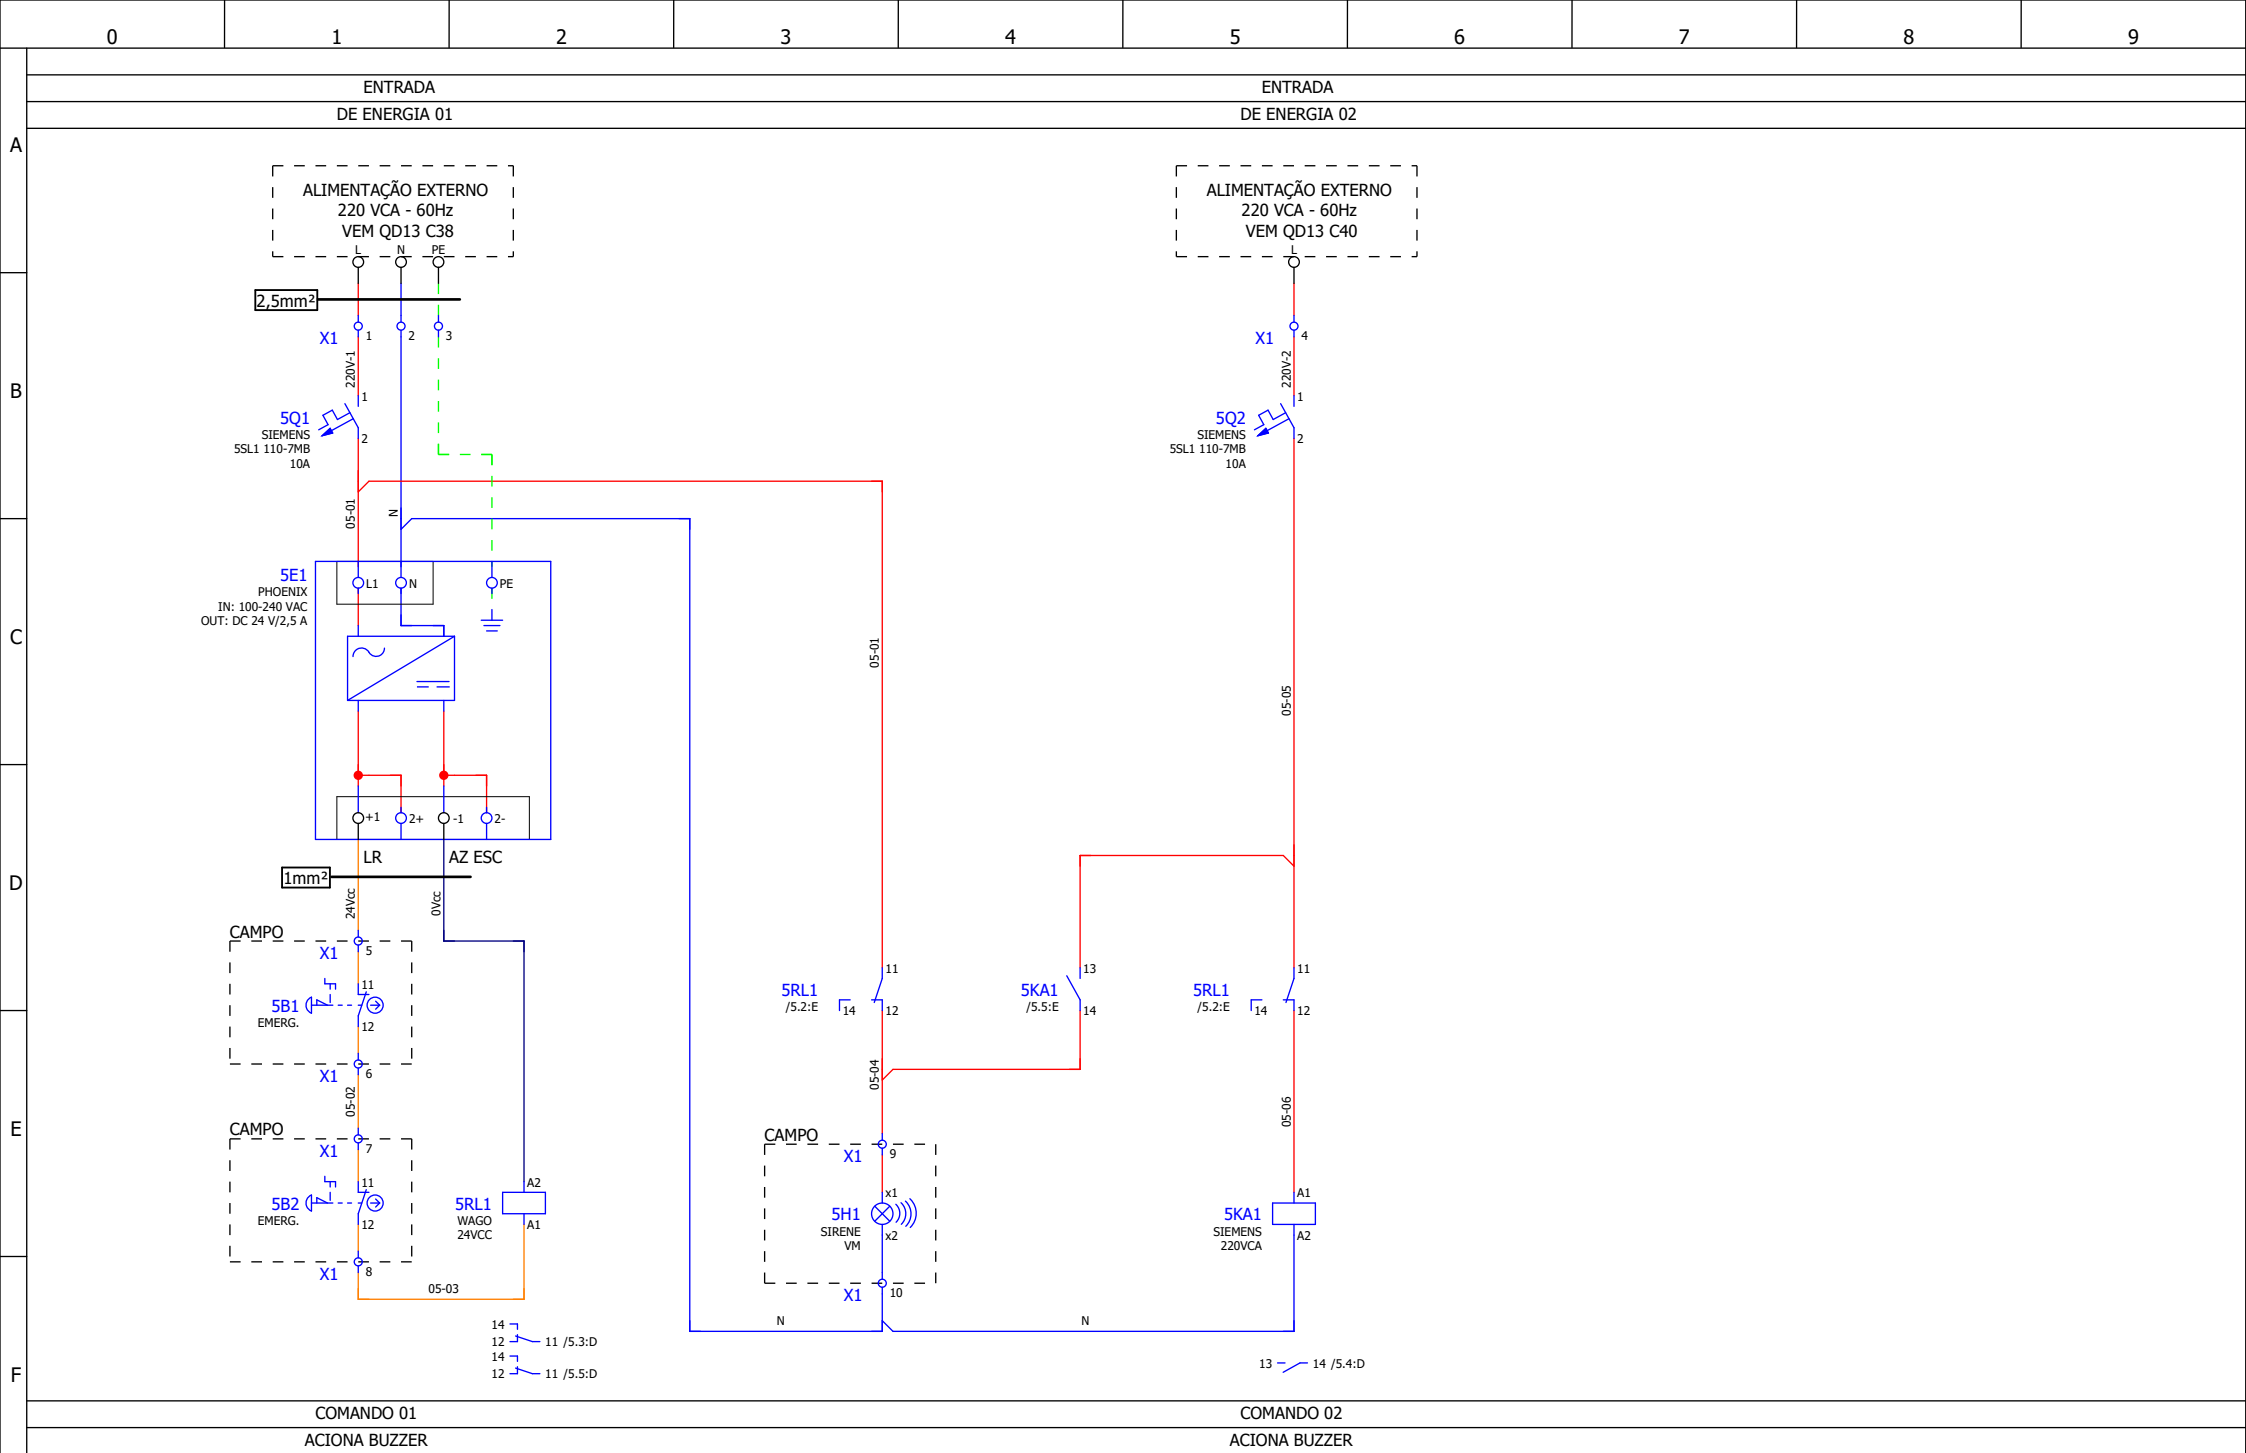 0 1 2 3 4 5 6 7 8 9
ENTRADA
DE ENERGIA 01
ENTRADA
DE ENERGIA 02
A
B
C
D
E
F
ALIMENTAÇÃO EXTERNO
220 VCA - 60Hz
VEM QD13 C38
L N PE
2,5mm²
X1 1 2 3
220V-1
1
5Q1
SIEMENS
5SL1 110-7MB
10A
2
05-01
N
5E1
PHOENIX
IN: 100-240 VAC
OUT: DC 24 V/2,5 A
L1 N PE
+1 2+ -1 2-
LR AZ ESC
1mm²
24Vcc 0Vcc
CAMPO
X1 5
11
5B1
EMERG.
12
X1 6
05-02
CAMPO
X1 7
11
5B2
EMERG.
12
X1 8
05-03
A2
5RL1
WAGO
24VCC
A1
14
12 11 /5.3:D
14
12 11 /5.5:D
05-01
11
5RL1
/5.2:E
14 12
05-04
CAMPO
X1 9
x1
5H1
SIRENE
VM
x2
X1 10
N
N
13
5KA1
/5.5:E
14
ALIMENTAÇÃO EXTERNO
220 VCA - 60Hz
VEM QD13 C40
L
X1 4
220V-2
1
5Q2
SIEMENS
5SL1 110-7MB
10A
2
05-05
11
5RL1
/5.2:E
14 12
05-06
A1
5KA1
SIEMENS
220VCA
A2
13 14 /5.4:D
COMANDO 01
ACIONA BUZZER
COMANDO 02
ACIONA BUZZER